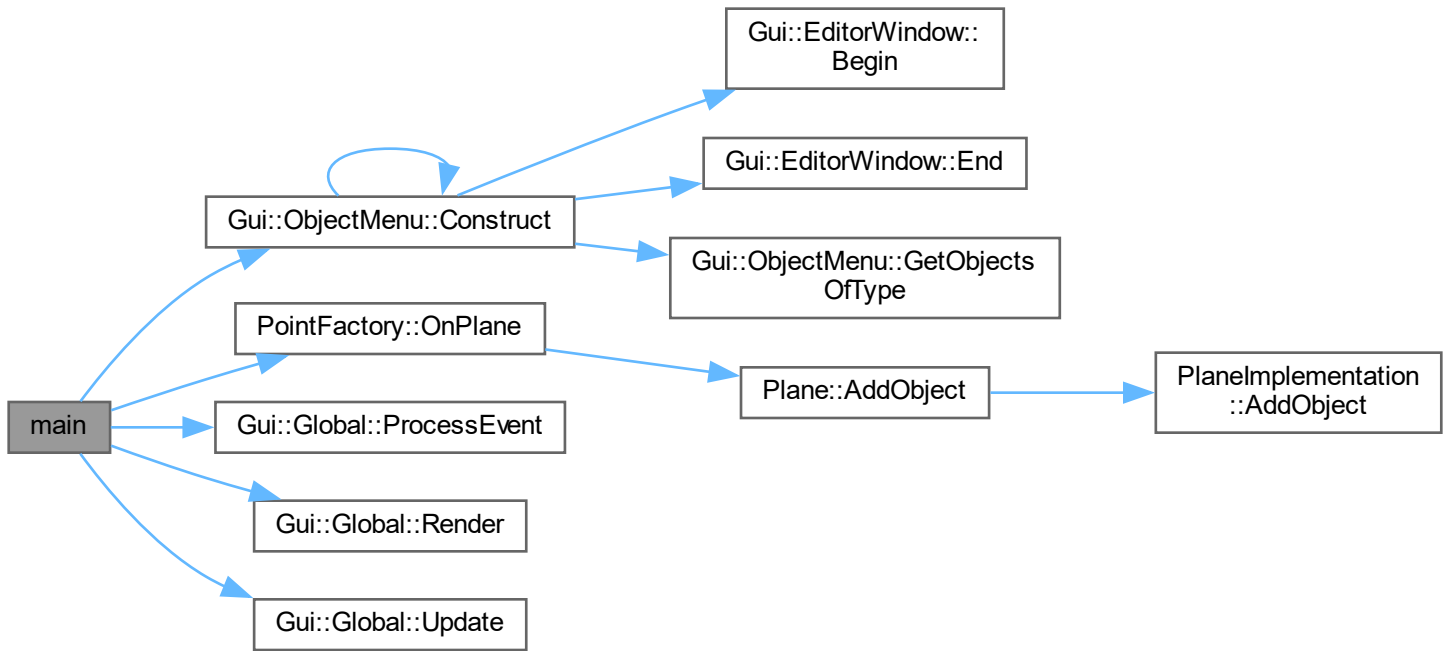 Gui::EditorWindow::
Begin
Gui::EditorWindow::End
Gui::ObjectMenu::Construct
Gui::ObjectMenu::GetObjects
OfType
PointFactory::OnPlane
Plane::AddObject
PlaneImplementation
::AddObject
main
Gui::Global::ProcessEvent
Gui::Global::Render
Gui::Global::Update